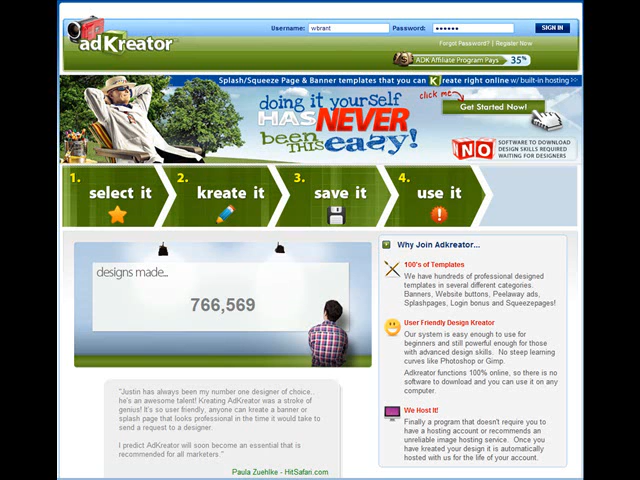 Username: wbrant Password: •••••• SIGN IN
adKreator
Forgot Password? | Register Now
ADK Affiliate Program Pays 35%
Splash/Squeeze Page & Banner templates that you can Kreate right online w/ built-in hosting >>
click me
Get Started Now!
doing it yourself
HAS NEVER
been THIS easy!
NO SOFTWARE TO DOWNLOAD
DESIGN SKILLS REQUIRED
WAITING FOR DESIGNERS
1. select it
2. kreate it
3. save it
4. use it
designs made..
766,569
"Justin has always been my number one designer of choice..
he's an awesome talent! Kreating AdKreator was a stroke of
genius! It's so user friendly, anyone can kreate a banner or
splash page that looks professional in the time it would take to
send a request to a designer.
I predict AdKreator will soon become an essential that is
recommended for all marketers."
Paula Zuehlke - HitSafari.com
Why Join Adkreator...
100's of Templates
We have hundreds of professional designed
templates in several different categories.
Banners, Website buttons, Peelaway ads,
Splashpages, Login bonus and Squeezepages!
User Friendly Design Kreator
Our system is easy enough to use for
beginners and still powerful enough for those
with advanced design skills. No steep learning
curves like Photoshop or Gimp.
Adkreator functions 100% online, so there is no
software to download and you can use it on any
computer.
We Host It!
Finally a program that doesn't require you to
have a hosting account or recommends an
unreliable image hosting service. Once you
have kreated your design it is automatically
hosted with us for the life of your account.